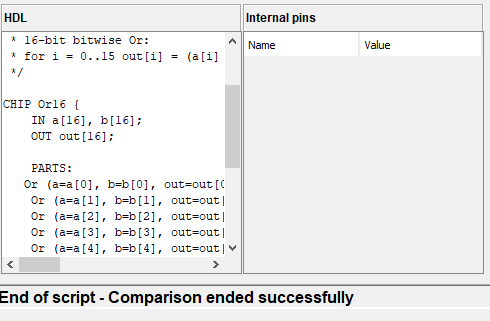 HDL
Internal pins
Name
Value
* 16-bit bitwise Or:
* for i = 0..15 out[i] = (a[i]
*/
CHIP Or16 {
IN a[16], b[16];
OUT out[16];
PARTS:
Or (a=a[0], b=b[0], out=out[0
Or (a=a[1], b=b[1], out=out[
Or (a=a[2], b=b[2], out=out[
Or (a=a[3], b=b[3], out=out[
Or (a=a[4], b=b[4], out=out[
End of script - Comparison ended successfully